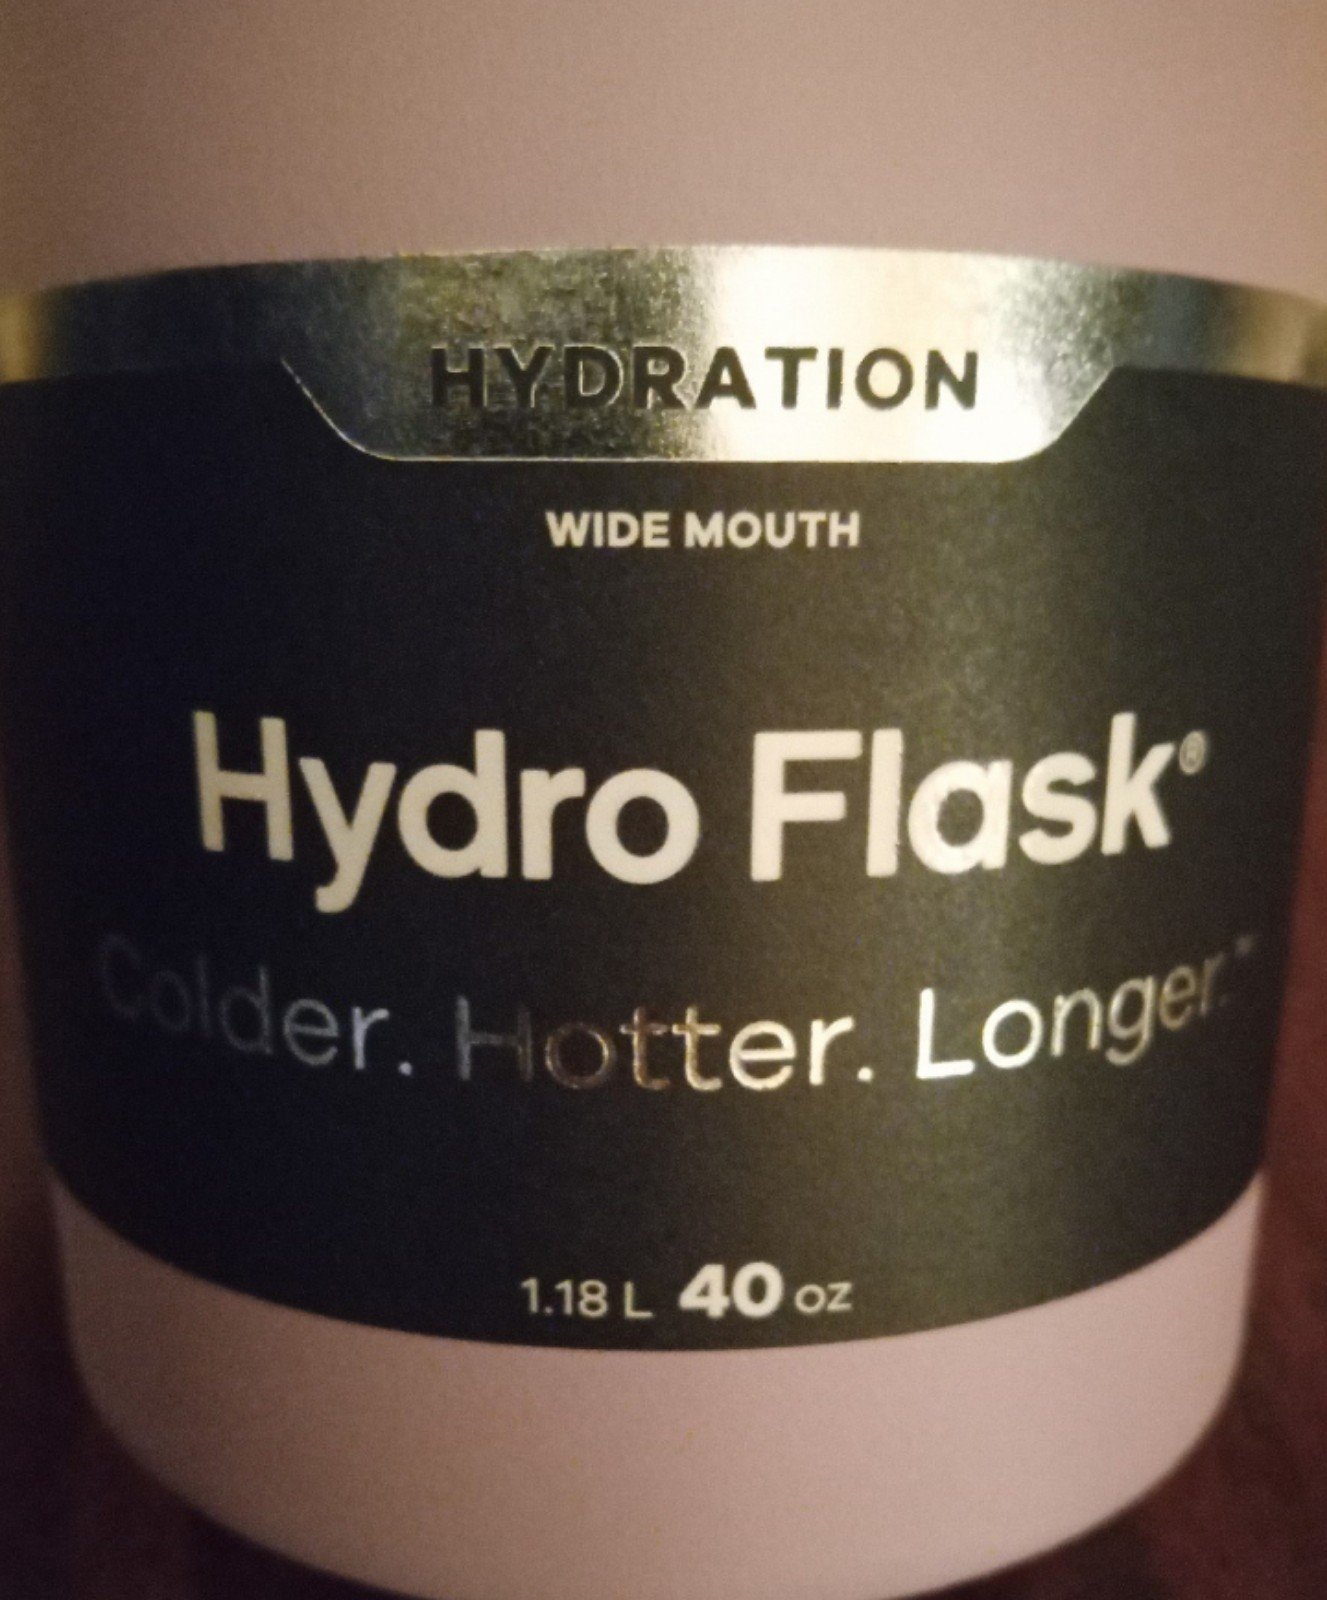 HYDRATION
WIDE MOUTH
Hydro Flask®
Colder. Hotter. Longer.™
1.18 L 40 oz